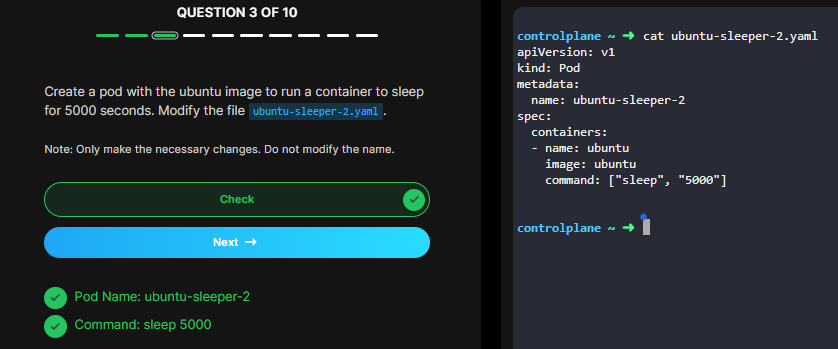 QUESTION 3 OF 10
Create a pod with the ubuntu image to run a container to sleep
for 5000 seconds. Modify the file ubuntu-sleeper-2.yaml .
Note: Only make the necessary changes. Do not modify the name.
Check
Next →
Pod Name: ubuntu-sleeper-2
Command: sleep 5000
controlplane ~ ➜ cat ubuntu-sleeper-2.yaml
apiVersion: v1
kind: Pod
metadata:
  name: ubuntu-sleeper-2
spec:
  containers:
  - name: ubuntu
    image: ubuntu
    command: ["sleep", "5000"]
controlplane ~ ➜